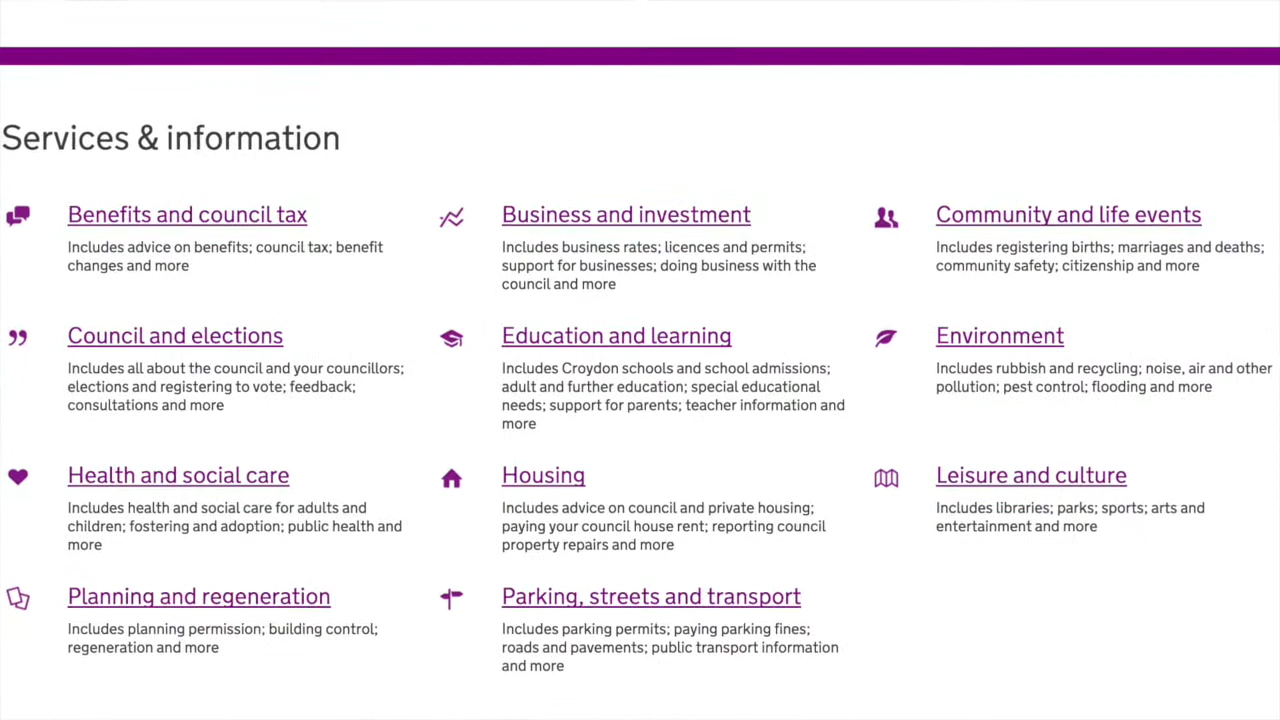 Services & information
Benefits and council tax
Includes advice on benefits; council tax; benefit
changes and more
Business and investment
Includes business rates; licences and permits;
support for businesses; doing business with the
council and more
Community and life events
Includes registering births; marriages and deaths;
community safety; citizenship and more
Council and elections
Includes all about the council and your councillors;
elections and registering to vote; feedback;
consultations and more
Education and learning
Includes Croydon schools and school admissions;
adult and further education; special educational
needs; support for parents; teacher information and
more
Environment
Includes rubbish and recycling; noise, air and other
pollution; pest control; flooding and more
Health and social care
Includes health and social care for adults and
children; fostering and adoption; public health and
more
Housing
Includes advice on council and private housing;
paying your council house rent; reporting council
property repairs and more
Leisure and culture
Includes libraries; parks; sports; arts and
entertainment and more
Planning and regeneration
Includes planning permission; building control;
regeneration and more
Parking, streets and transport
Includes parking permits; paying parking fines;
roads and pavements; public transport information
and more